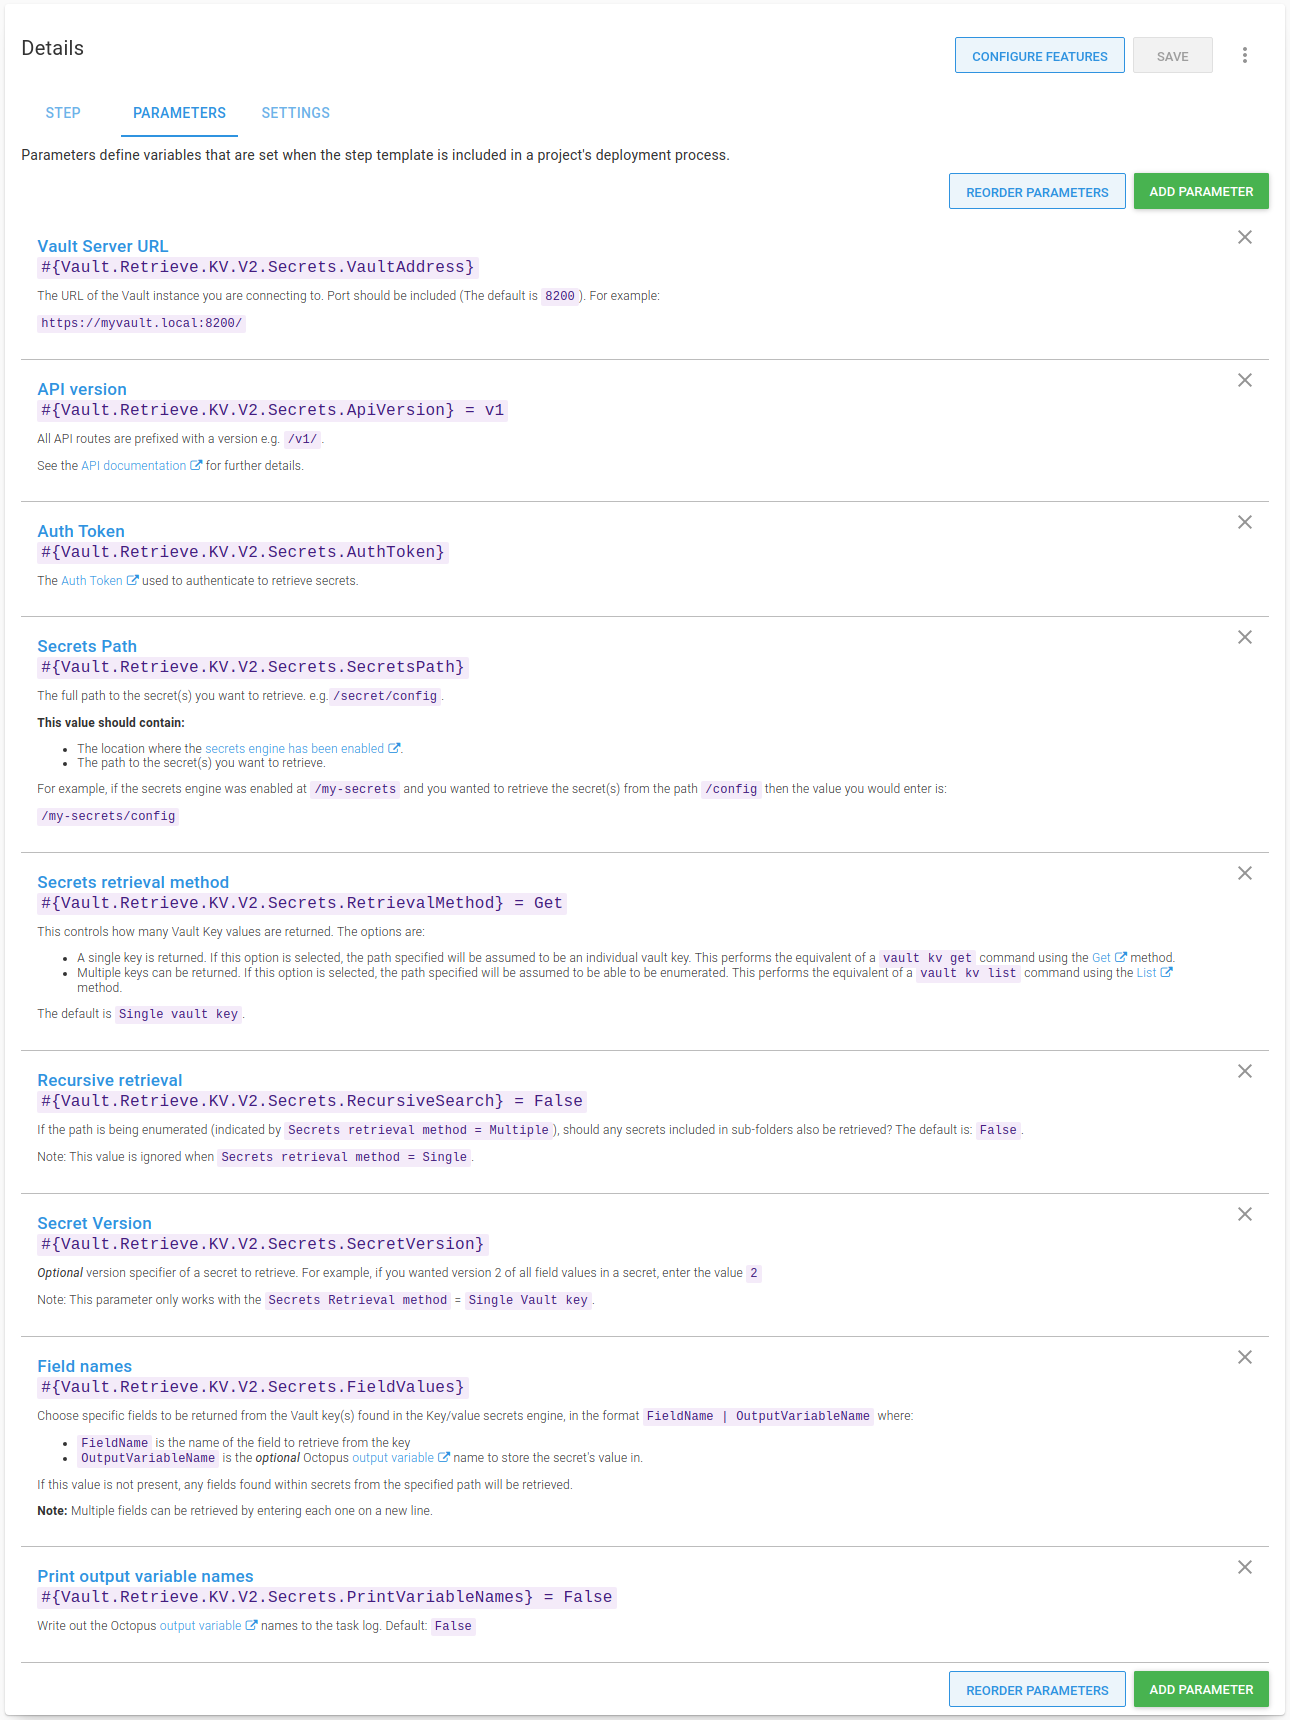 Details
CONFIGURE FEATURES
SAVE
STEP
PARAMETERS
SETTINGS
Parameters define variables that are set when the step template is included in a project's deployment process.
REORDER PARAMETERS
ADD PARAMETER
Vault Server URL
#{Vault.Retrieve.KV.V2.Secrets.VaultAddress}
The URL of the Vault instance you are connecting to. Port should be included (The default is 8200 ). For example:
https://myvault.local:8200/
API version
#{Vault.Retrieve.KV.V2.Secrets.ApiVersion} = v1
All API routes are prefixed with a version e.g. /v1/ .
See the API documentation for further details.
Auth Token
#{Vault.Retrieve.KV.V2.Secrets.AuthToken}
The Auth Token used to authenticate to retrieve secrets.
Secrets Path
#{Vault.Retrieve.KV.V2.Secrets.SecretsPath}
The full path to the secret(s) you want to retrieve. e.g. /secret/config .
This value should contain:
• The location where the secrets engine has been enabled .
• The path to the secret(s) you want to retrieve.
For example, if the secrets engine was enabled at /my-secrets and you wanted to retrieve the secret(s) from the path /config then the value you would enter is:
/my-secrets/config
Secrets retrieval method
#{Vault.Retrieve.KV.V2.Secrets.RetrievalMethod} = Get
This controls how many Vault Key values are returned. The options are:
• A single key is returned. If this option is selected, the path specified will be assumed to be an individual vault key. This performs the equivalent of a vault kv get command using the Get method.
• Multiple keys can be returned. If this option is selected, the path specified will be assumed to be able to be enumerated. This performs the equivalent of a vault kv list command using the List
method.
The default is Single vault key .
Recursive retrieval
#{Vault.Retrieve.KV.V2.Secrets.RecursiveSearch} = False
If the path is being enumerated (indicated by Secrets retrieval method = Multiple ), should any secrets included in sub-folders also be retrieved? The default is: False .
Note: This value is ignored when Secrets retrieval method = Single .
Secret Version
#{Vault.Retrieve.KV.V2.Secrets.SecretVersion}
Optional version specifier of a secret to retrieve. For example, if you wanted version 2 of all field values in a secret, enter the value 2
Note: This parameter only works with the Secrets Retrieval method = Single Vault key .
Field names
#{Vault.Retrieve.KV.V2.Secrets.FieldValues}
Choose specific fields to be returned from the Vault key(s) found in the Key/value secrets engine, in the format FieldName | OutputVariableName where:
• FieldName is the name of the field to retrieve from the key
• OutputVariableName is the optional Octopus output variable name to store the secret's value in.
If this value is not present, any fields found within secrets from the specified path will be retrieved.
Note: Multiple fields can be retrieved by entering each one on a new line.
Print output variable names
#{Vault.Retrieve.KV.V2.Secrets.PrintVariableNames} = False
Write out the Octopus output variable names to the task log. Default: False
REORDER PARAMETERS
ADD PARAMETER